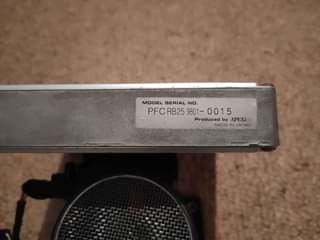 MODEL SERIAL NO.
PFC RB25 9801-0015
Produced by APEXi